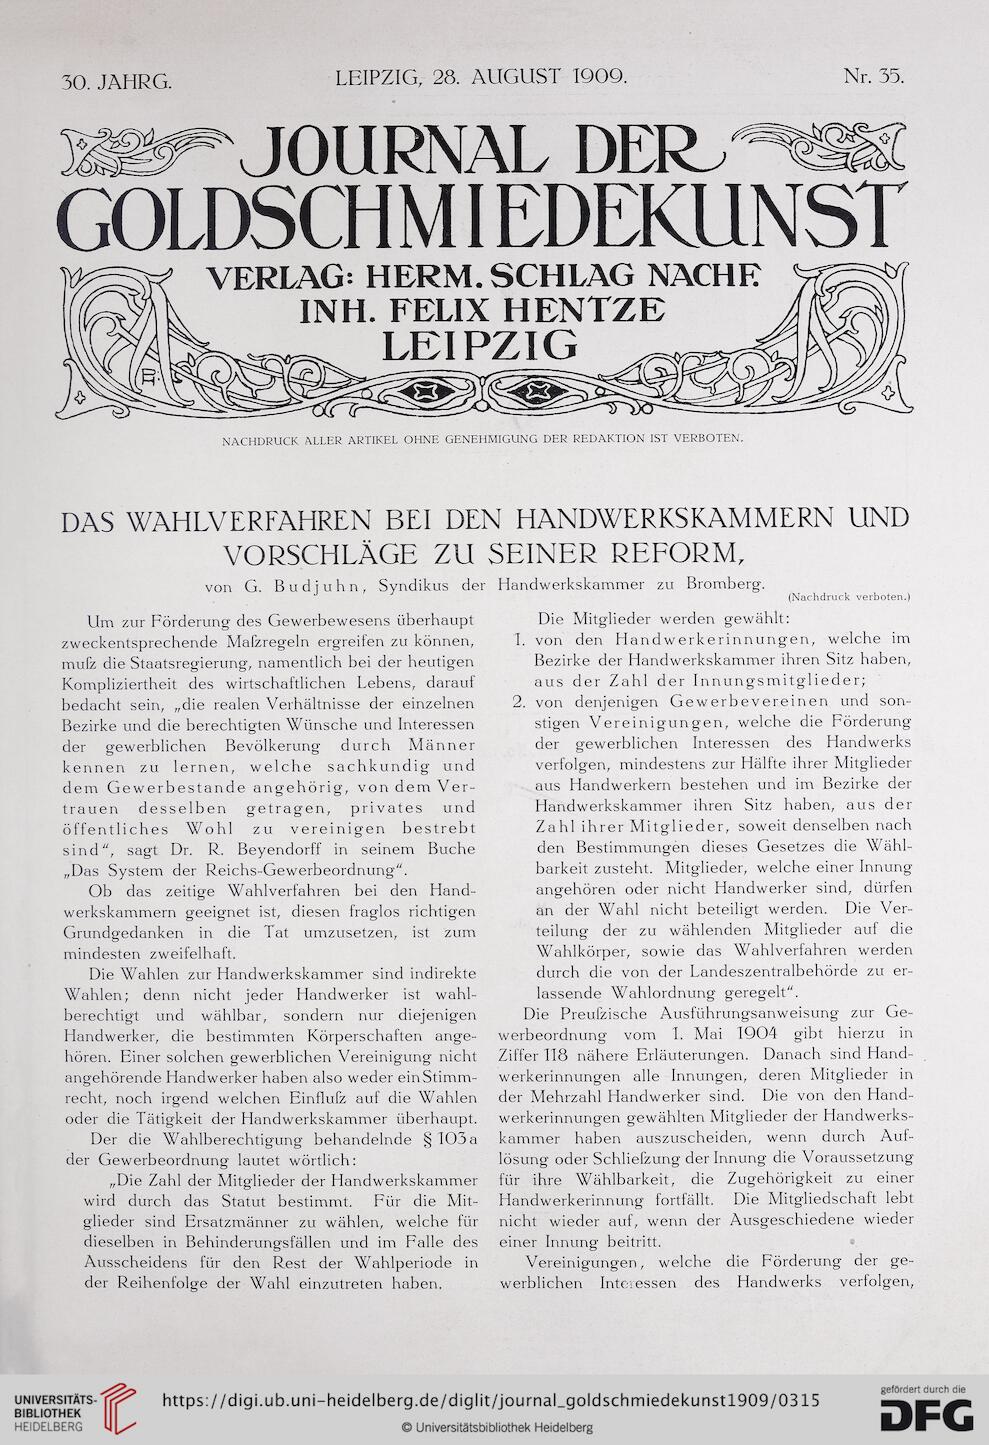 30. JAHRG.
LEIPZIG, 28. AUGUST 1909.
Nr. 35.
JOURNAL DER
GOLDSCHMIEDEKUNST
VERLAG: HERM. SCHLAG NACHF.
INH. FELIX HENTZE
LEIPZIG
NACHDRUCK ALLER ARTIKEL OHNE GENEHMIGUNG DER REDAKTION IST VERBOTEN.
DAS WAHLVERFAHREN BEI DEN HANDWERKSKAMMERN UND
VORSCHLÄGE ZU SEINER REFORM,
von G. Budjuhn, Syndikus der Handwerkskammer zu Bromberg.
(Nachdruck verboten.)
Um zur Förderung des Gewerbewesens überhaupt
zweckentsprechende Maßregeln ergreifen zu können,
muß die Staatsregierung, namentlich bei der heutigen
Kompliziertheit des wirtschaftlichen Lebens, darauf
bedacht sein, „die realen Verhältnisse der einzelnen
Bezirke und die berechtigten Wünsche und Interessen
der gewerblichen Bevölkerung durch Männer
kennen zu lernen, welche sachkundig und
dem Gewerbestande angehörig, von dem Ver-
trauen desselben getragen, privates und
öffentliches Wohl zu vereinigen bestrebt
sind“, sagt Dr. R. Beyendorff in seinem Buche
„Das System der Reichs-Gewerbeordnung“.
Ob das zeitige Wahlverfahren bei den Hand-
werkskammern geeignet ist, diesen fraglos richtigen
Grundgedanken in die Tat umzusetzen, ist zum
mindesten zweifelhaft.
Die Wahlen zur Handwerkskammer sind indirekte
Wahlen; denn nicht jeder Handwerker ist wahl-
berechtigt und wählbar, sondern nur diejenigen
Handwerker, die bestimmten Körperschaften ange-
hören. Einer solchen gewerblichen Vereinigung nicht
angehörende Handwerker haben also weder ein Stimm-
recht, noch irgend welchen Einfluß auf die Wahlen
oder die Tätigkeit der Handwerkskammer überhaupt.
Der die Wahlberechtigung behandelnde § 103a
der Gewerbeordnung lautet wörtlich:
„Die Zahl der Mitglieder der Handwerkskammer
wird durch das Statut bestimmt. Für die Mit-
glieder sind Ersatzmänner zu wählen, welche für
dieselben in Behinderungsfällen und im Falle des
Ausscheidens für den Rest der Wahlperiode in
der Reihenfolge der Wahl einzutreten haben.
Die Mitglieder werden gewählt:
1. von den Handwerkerinnungen, welche im
Bezirke der Handwerkskammer ihren Sitz haben,
aus der Zahl der Innungsmitglieder;
2. von denjenigen Gewerbevereinen und son-
stigen Vereinigungen, welche die Förderung
der gewerblichen Interessen des Handwerks
verfolgen, mindestens zur Hälfte ihrer Mitglieder
aus Handwerkern bestehen und im Bezirke der
Handwerkskammer ihren Sitz haben, aus der
Zahl ihrer Mitglieder, soweit denselben nach
den Bestimmungen dieses Gesetzes die Wähl-
barkeit zusteht. Mitglieder, welche einer Innung
angehören oder nicht Handwerker sind, dürfen
an der Wahl nicht beteiligt werden. Die Ver-
teilung der zu wählenden Mitglieder auf die
Wahlkörper, sowie das Wahlverfahren werden
durch die von der Landeszentralbehörde zu er-
lassende Wahlordnung geregelt“.
Die Preußische Ausführungsanweisung zur Ge-
werbeordnung vom 1. Mai 1904 gibt hierzu in
Ziffer 118 nähere Erläuterungen. Danach sind Hand-
werkerinnungen alle Innungen, deren Mitglieder in
der Mehrzahl Handwerker sind. Die von den Hand-
werkerinnungen gewählten Mitglieder der Handwerks-
kammer haben auszuscheiden, wenn durch Auf-
lösung oder Schließung der Innung die Voraussetzung
für ihre Wählbarkeit, die Zugehörigkeit zu einer
Handwerkerinnung fortfällt. Die Mitgliedschaft lebt
nicht wieder auf, wenn der Ausgeschiedene wieder
einer Innung beitritt.
Vereinigungen, welche die Förderung der ge-
werblichen Interessen des Handwerks verfolgen,
UNIVERSITÄTS-
BIBLIOTHEK
HEIDELBERG
https://digi.ub.uni-heidelberg.de/diglit/journal_goldschmiedekunst1909/0315
© Universitätsbibliothek Heidelberg
gefördert durch die
DFG